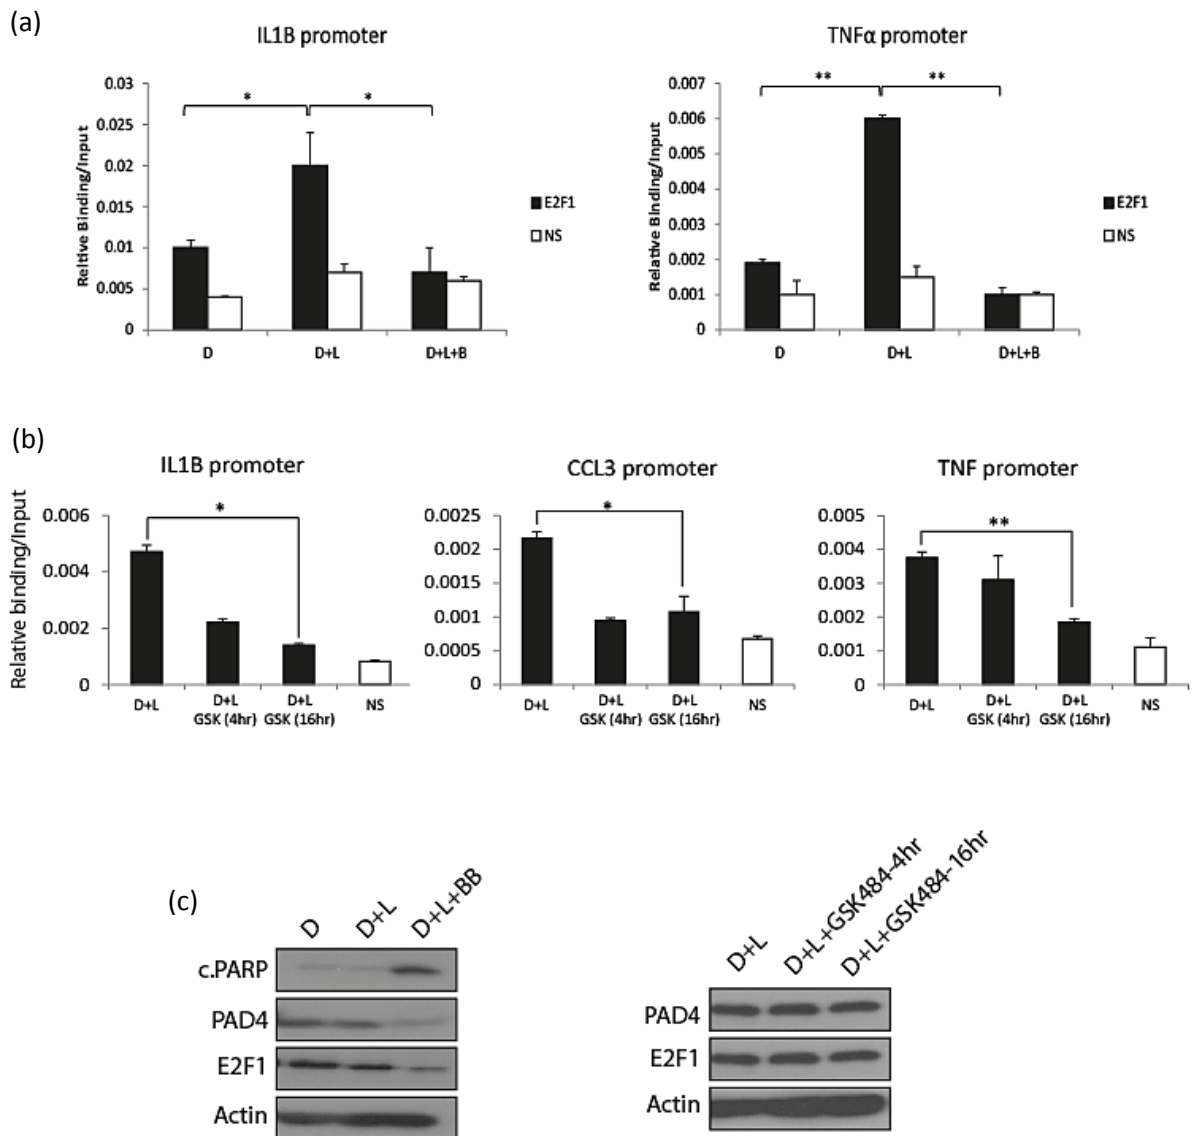 (a)
IL1B promoter
Reltive Binding/Input
0.03
0.025
0.02
0.015
0.01
0.005
0
*
*
E2F1
NS
D
D+L
D+L+B
TNFα promoter
Relative Binding/Input
0.007
0.006
0.005
0.004
0.003
0.002
0.001
0
**
**
E2F1
NS
D
D+L
D+L+B
(b)
IL1B promoter
Relative binding/Input
0.006
0.004
0.002
0
*
D+L
D+L
GSK (4hr)
D+L
GSK (16hr)
NS
CCL3 promoter
0.0025
0.002
0.0015
0.001
0.0005
0
*
D+L
D+L
GSK (4hr)
D+L
GSK (16hr)
NS
TNF promoter
0.005
0.004
0.003
0.002
0.001
0
**
D+L
D+L
GSK (4hr)
D+L
GSK (16hr)
NS
(c)
D
D+L
D+L+BB
c.PARP
PAD4
E2F1
Actin
D+L
D+L+GSK484-4hr
D+L+GSK484-16hr
PAD4
E2F1
Actin